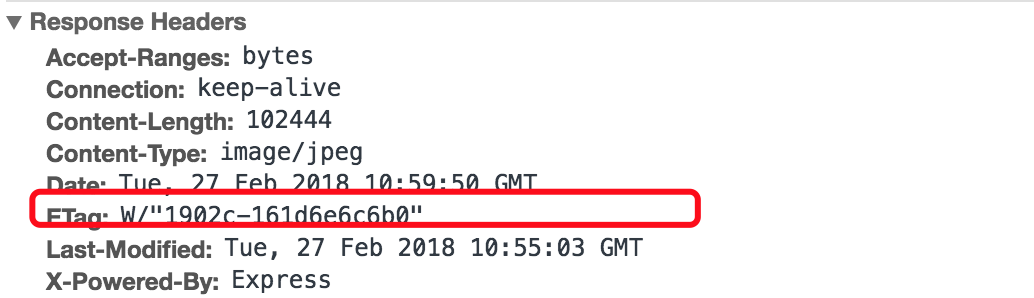 ▼ Response Headers
Accept-Ranges: bytes
Connection: keep-alive
Content-Length: 102444
Content-Type: image/jpeg
Date: Tue, 27 Feb 2018 10:59:50 GMT
ETag: W/"1902c-161d6e6c6b0"
Last-Modified: Tue, 27 Feb 2018 10:55:03 GMT
X-Powered-By: Express